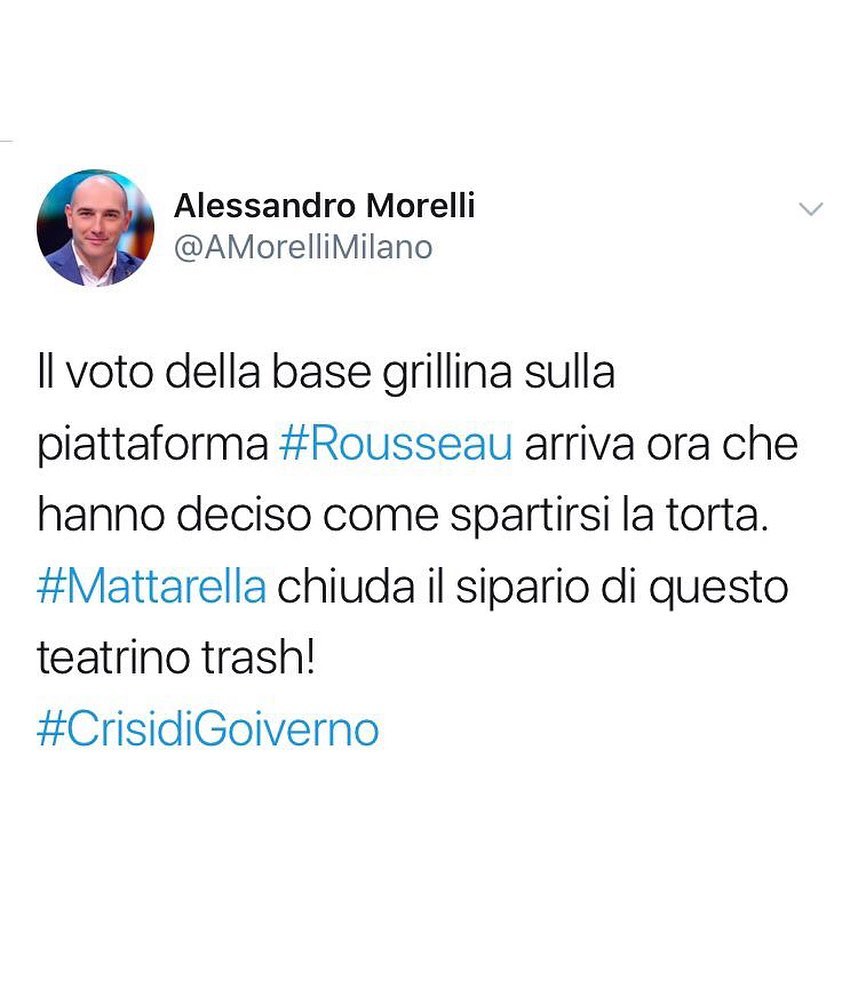 Alessandro Morelli
@AMorelliMilano
Il voto della base grillina sulla
piattaforma #Rousseau arriva ora che
hanno deciso come spartirsi la torta.
#Mattarella chiuda il sipario di questo
teatrino trash!
#CrisidiGoiverno